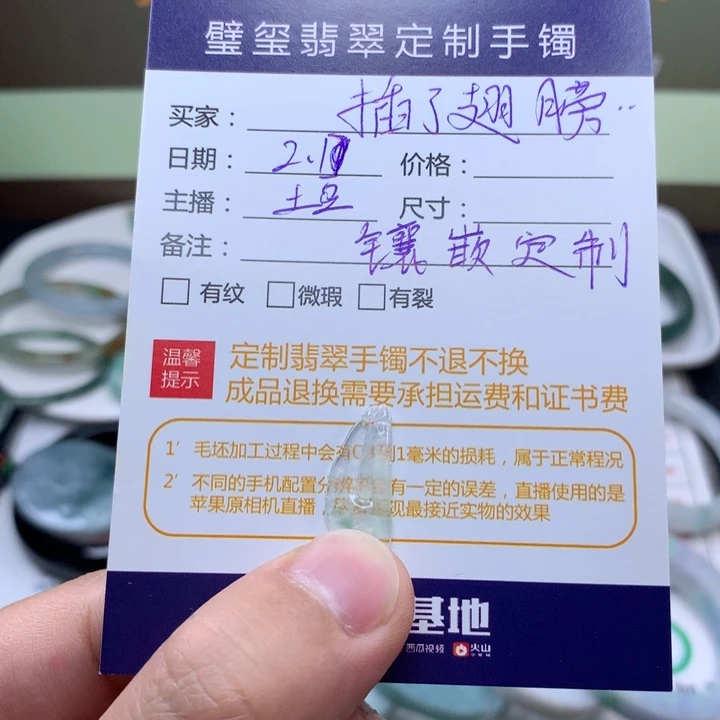 璧玺翡翠定制手镯
买家：插了翅膀..
日期：2.1 价格：
主播：土豆 尺寸：
备注：镶嵌定制
有纹 微瑕 有裂
温馨提示
定制翡翠手镯不退不换
成品退换需要承担运费和证书费
1' 毛坯加工过程中会有0 到1毫米的损耗，属于正常程况
2' 不同的手机配置分 有一定的误差，直播使用的是
苹果原相机直播， 现最接近实物的效果
基地
西瓜视频 火山